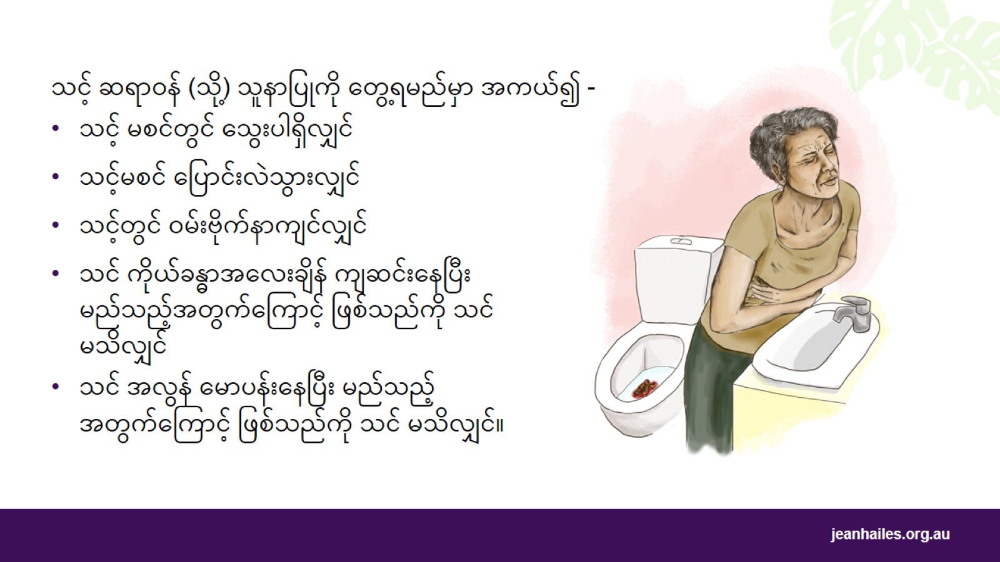 သင့် ဆရာဝန် (သို့) သူနာပြုကို တွေ့ရမည်မှာ အကယ်၍ -
• သင့် မစင်တွင် သွေးပါရှိလျှင်
• သင့်မစင် ပြောင်းလဲသွားလျှင်
• သင့်တွင် ဝမ်းဗိုက်နာကျင်လျှင်
• သင် ကိုယ်ခန္ဓာအလေးချိန် ကျဆင်းနေပြီး
မည်သည့်အတွက်ကြောင့် ဖြစ်သည်ကို သင်
မသိလျှင်
• သင် အလွန် မောပန်းနေပြီး မည်သည့်
အတွက်ကြောင့် ဖြစ်သည်ကို သင် မသိလျှင်။
jeanhailes.org.au